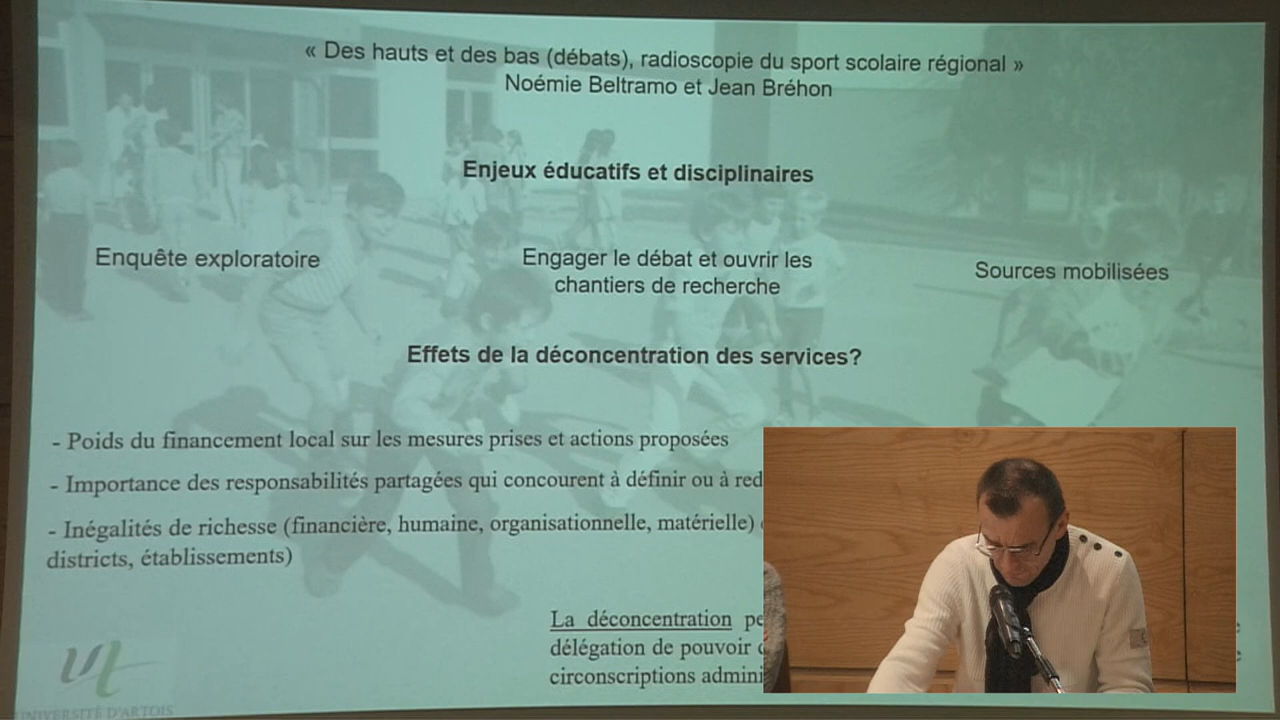 « Des hauts et des bas (débats), radioscopie du sport scolaire régional »
Noémie Beltramo et Jean Bréhon
Enjeux éducatifs et disciplinaires
Enquête exploratoire
Engager le débat et ouvrir les
chantiers de recherche
Sources mobilisées
Effets de la déconcentration des services?
- Poids du financement local sur les mesures prises et actions proposées
- Importance des responsabilités partagées qui concourent à définir ou à
- Inégalités de richesse (financière, humaine, organisationnelle, matérielle)
districts, établissements)
La déconcentration
délégation de pouvoir
circonscriptions
UNIVERSITÉ D'ARTOIS